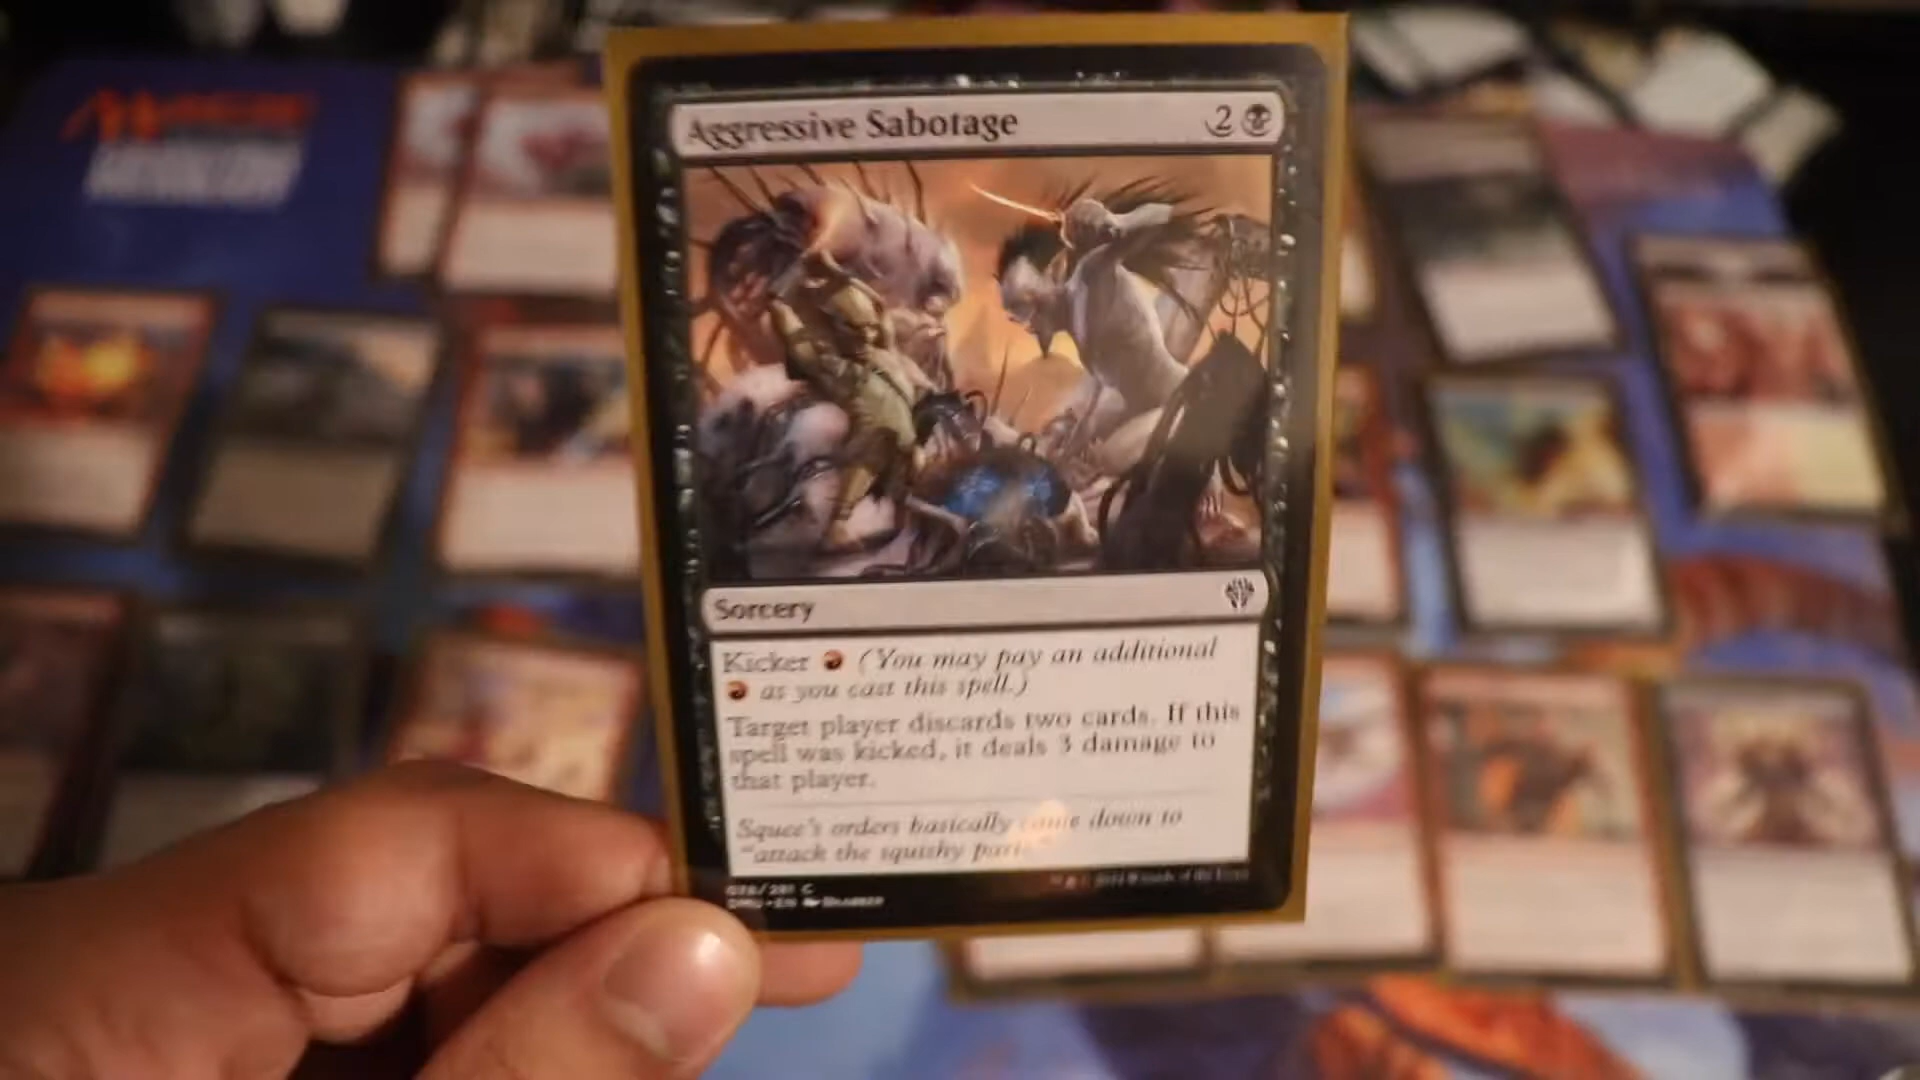 Aggressive Sabotage 2
Sorcery
Kicker (You may pay an additional
as you cast this spell.)
Target player discards two cards. If this
spell was kicked, it deals 3 damage to
that player.
Squee's orders basically came down to
"attack the squishy parts."
DMU • EN